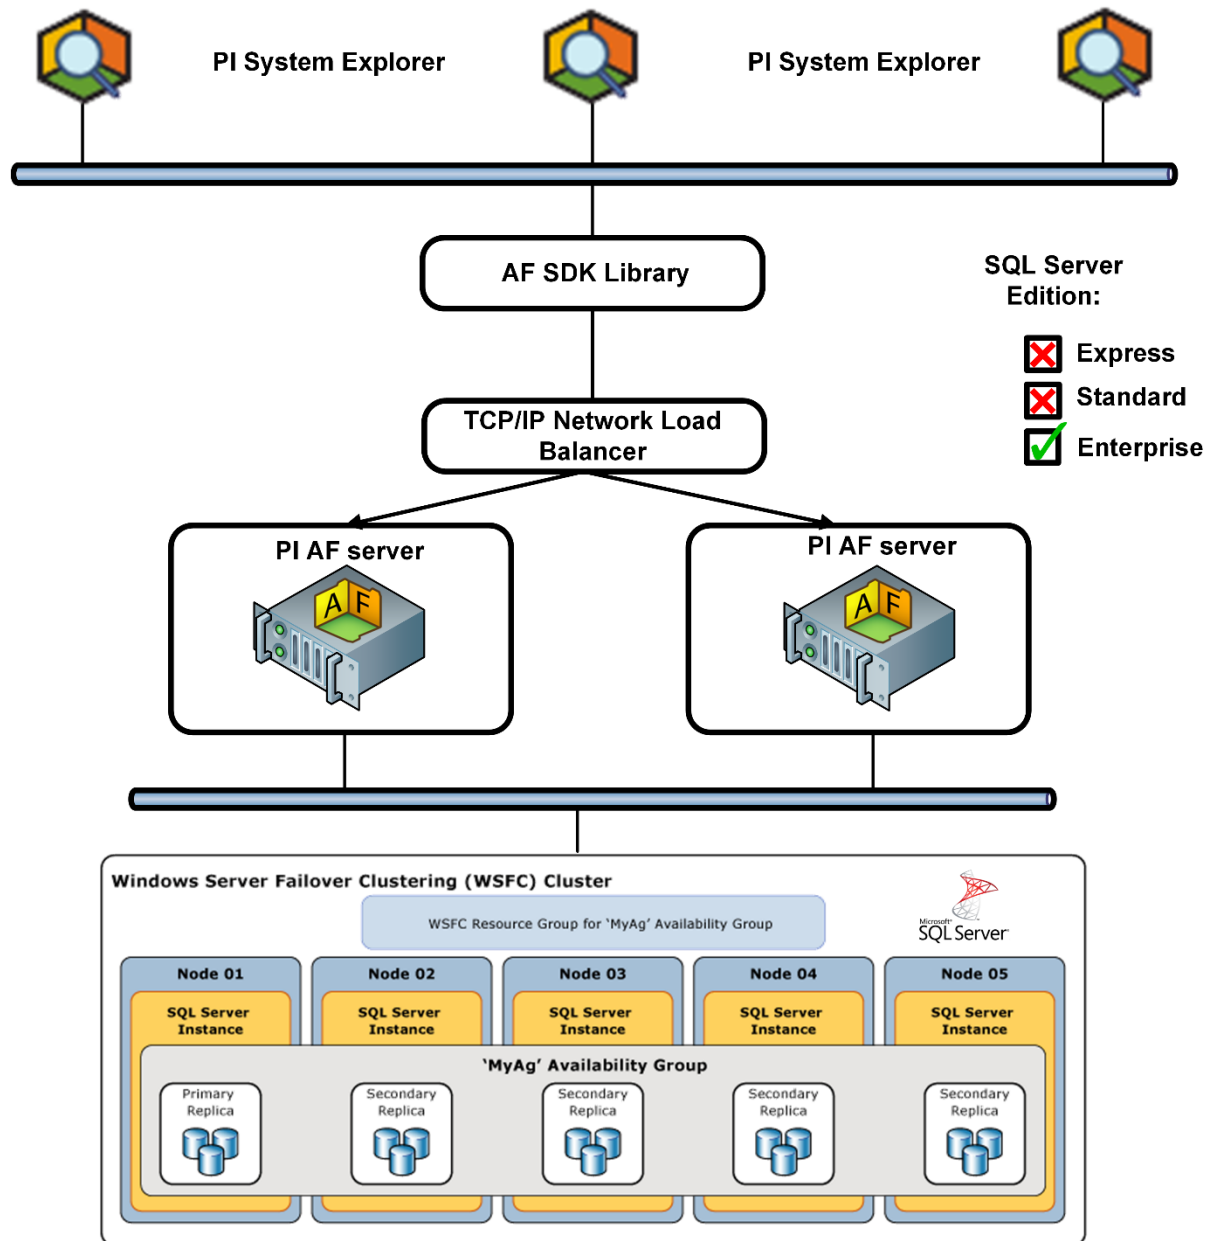 PI System Explorer
PI System Explorer
AF SDK Library
SQL Server
Edition:
Express
Standard
Enterprise
TCP/IP Network Load
Balancer
PI AF server
A F
PI AF server
A F
Windows Server Failover Clustering (WSFC) Cluster
WSFC Resource Group for ‘MyAg’ Availability Group
Microsoft®
SQL Server®
Node 01
SQL Server
Instance
Node 02
SQL Server
Instance
Node 03
SQL Server
Instance
Node 04
SQL Server
Instance
Node 05
SQL Server
Instance
‘MyAg’ Availability Group
Primary
Replica
Secondary
Replica
Secondary
Replica
Secondary
Replica
Secondary
Replica